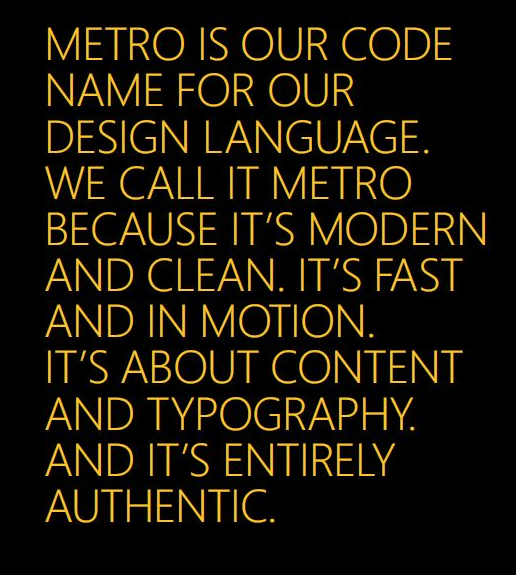 METRO IS OUR CODE
NAME FOR OUR
DESIGN LANGUAGE.
WE CALL IT METRO
BECAUSE IT’S MODERN
AND CLEAN. IT’S FAST
AND IN MOTION.
IT’S ABOUT CONTENT
AND TYPOGRAPHY.
AND IT’S ENTIRELY
AUTHENTIC.